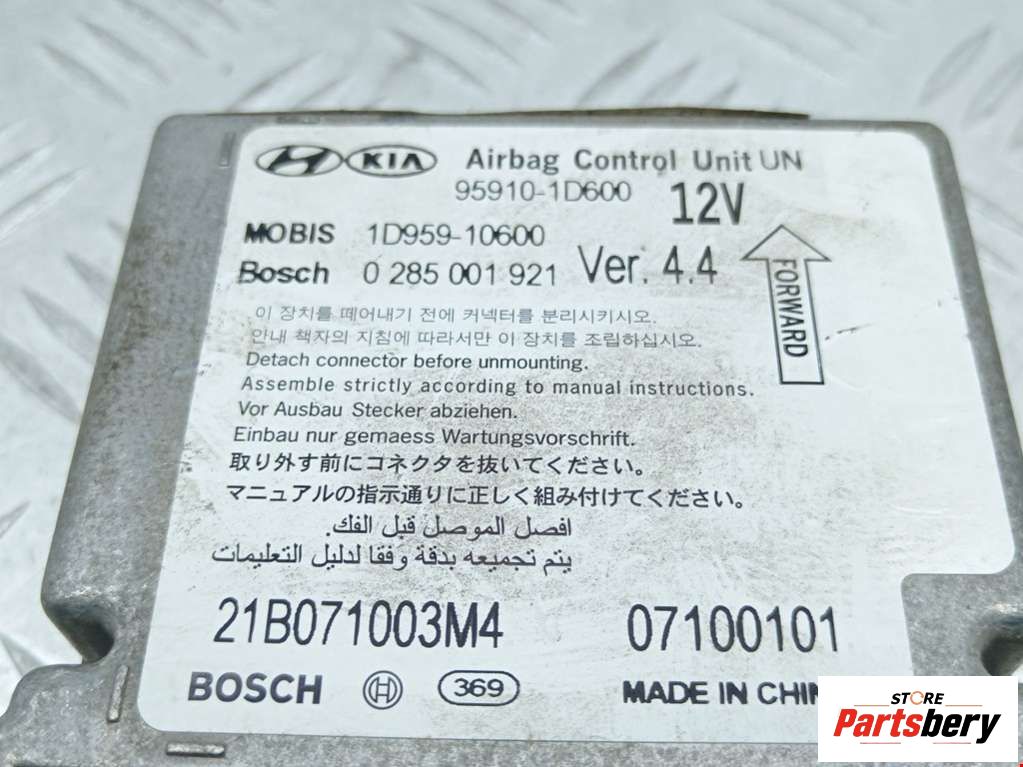 KIA Airbag Control Unit UN
95910-1D600 12V
MOBIS 1D959-10600
Bosch 0 285 001 921 Ver. 4.4
FORWARD
이 장치를 떼어내기 전에 커넥터를 분리시키시오.
안내 책자의 지침에 따라서만 이 장치를 조립하십시오.
Detach connector before unmounting.
Assemble strictly according to manual instructions.
Vor Ausbau Stecker abziehen.
Einbau nur gemaess Wartungsvorschrift.
取り外す前にコネクタを抜いてください。
マニュアルの指示通りに正しく組み付けてください。
افصل الموصل قبل الفك.
يتم تجميعه بدقة وفقا لدليل التعليمات
21B071003M4 07100101
BOSCH 369 MADE IN CHIN
STORE
Partsbery